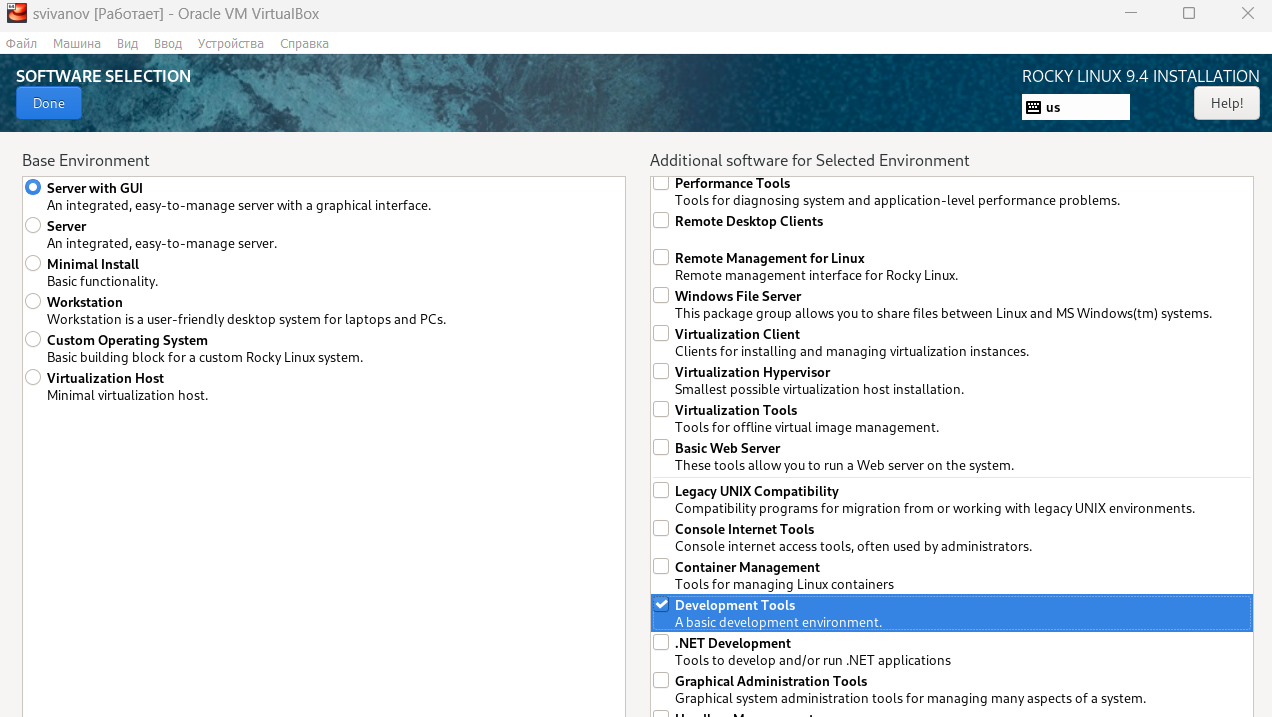 svivanov [Работает] - Oracle VM VirtualBox
Файл Машина Вид Ввод Устройства Справка
SOFTWARE SELECTION
ROCKY LINUX 9.4 INSTALLATION
Done
us
Help!
Base Environment
Server with GUI
An integrated, easy-to-manage server with a graphical interface.
Server
An integrated, easy-to-manage server.
Minimal Install
Basic functionality.
Workstation
Workstation is a user-friendly desktop system for laptops and PCs.
Custom Operating System
Basic building block for a custom Rocky Linux system.
Virtualization Host
Minimal virtualization host.
Additional software for Selected Environment
Performance Tools
Tools for diagnosing system and application-level performance problems.
Remote Desktop Clients
Remote Management for Linux
Remote management interface for Rocky Linux.
Windows File Server
This package group allows you to share files between Linux and MS Windows(tm) systems.
Virtualization Client
Clients for installing and managing virtualization instances.
Virtualization Hypervisor
Smallest possible virtualization host installation.
Virtualization Tools
Tools for offline virtual image management.
Basic Web Server
These tools allow you to run a Web server on the system.
Legacy UNIX Compatibility
Compatibility programs for migration from or working with legacy UNIX environments.
Console Internet Tools
Console internet access tools, often used by administrators.
Container Management
Tools for managing Linux containers
Development Tools
A basic development environment.
.NET Development
Tools to develop and/or run .NET applications
Graphical Administration Tools
Graphical system administration tools for managing many aspects of a system.